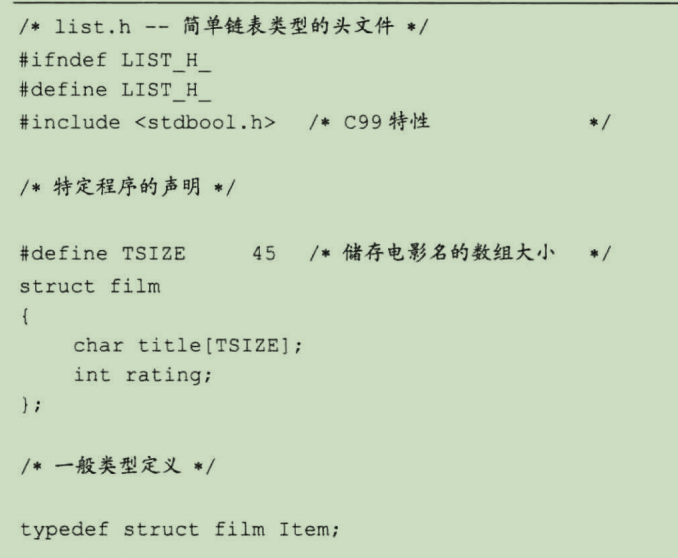 /* list.h -- 简单链表类型的头文件 */
#ifndef LIST_H_
#define LIST_H_
#include <stdbool.h>   /* C99 特性                */

/* 特定程序的声明 */

#define TSIZE      45   /* 储存电影名的数组大小   */
struct film
{
    char title[TSIZE];
    int rating;
};

/* 一般类型定义 */

typedef struct film Item;